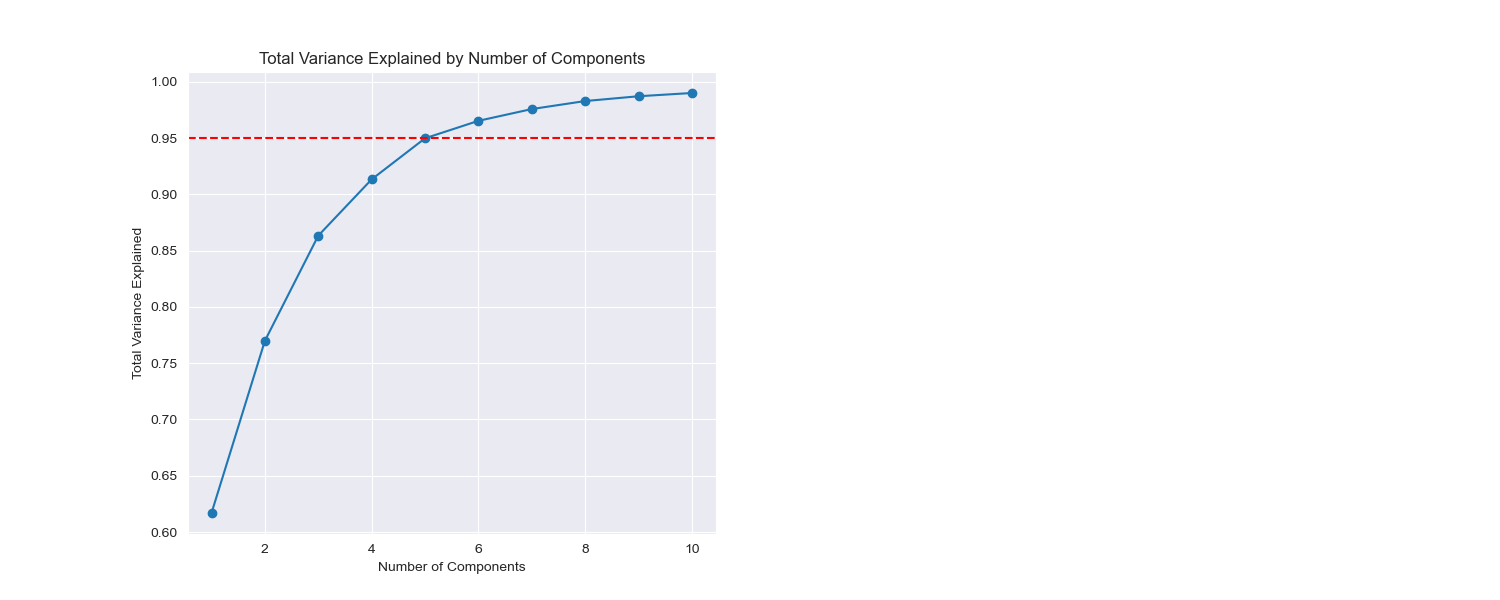 Total Variance Explained by Number of Components
1.00
0.95
0.90
0.85
0.80
0.75
0.70
0.65
0.60
Total Variance Explained
2 4 6 8 10
Number of Components